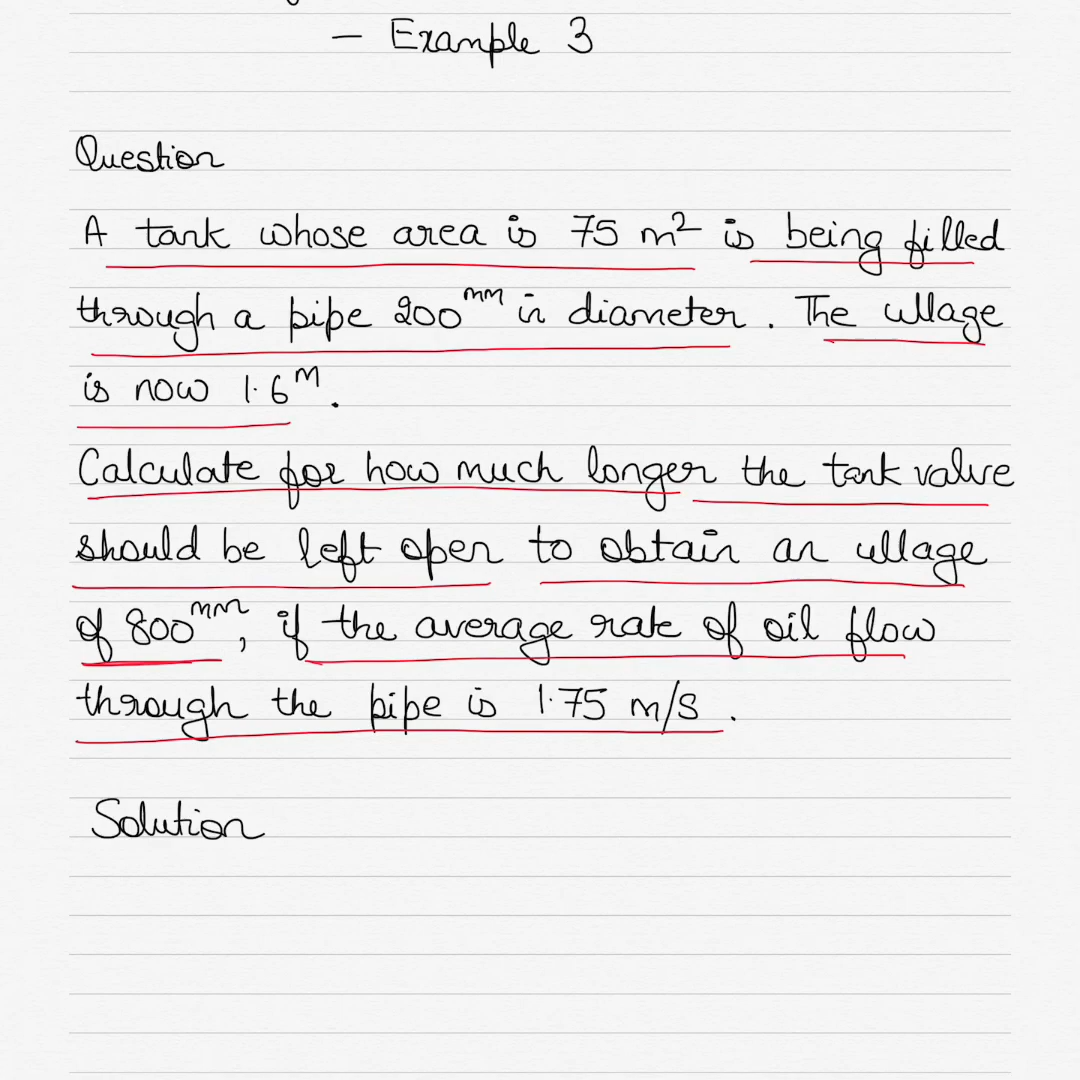 - Example 3
Question
A tank whose area is 75 m² is being filled
through a pipe 200mm in diameter. The ullage
is now 1.6M.
Calculate for how much longer the tank valve
should be left open to obtain an ullage
of 800mm, if the average rate of oil flow
through the pipe is 1.75 m/s.
Solution